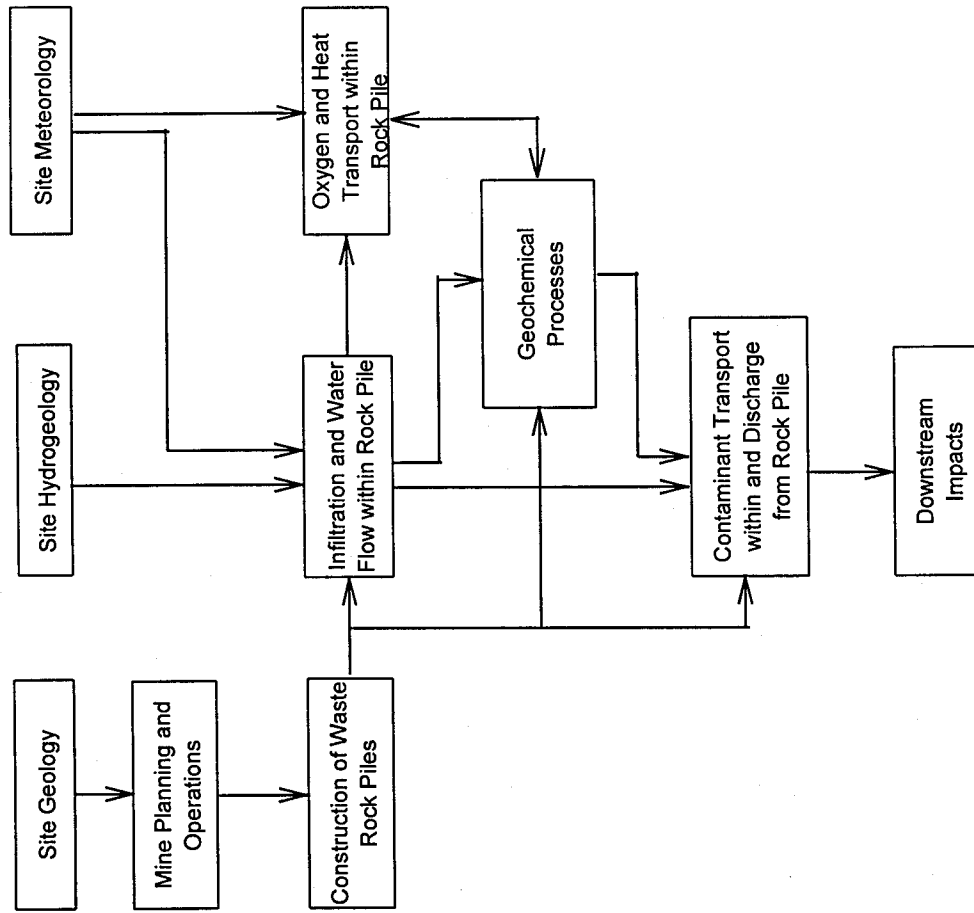 Site Geology
Site Hydrogeology
Site Meteorology
Mine Planning and
Operations
Construction of Waste
Rock Piles
Infiltration and Water
Flow within Rock Pile
Oxygen and Heat
Transport within
Rock Pile
Geochemical
Processes
Contaminant Transport
within and Discharge
from Rock Pile
Downstream
Impacts